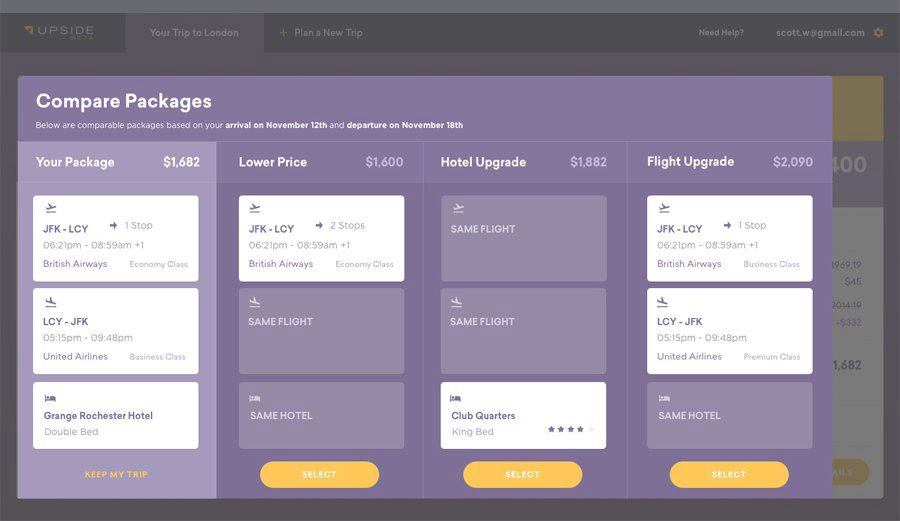 UPSIDE
BETA
Your Trip to London
+ Plan a New Trip
Need Help?
scott.w@gmail.com
Compare Packages
Below are comparable packages based on your arrival on November 12th and departure on November 18th
Your Package $1,682
JFK - LCY → 1 Stop
06:21pm - 08:59am +1
British Airways Economy Class
LCY - JFK
05:15pm - 09:48pm
United Airlines Business Class
Grange Rochester Hotel
Double Bed
KEEP MY TRIP
Lower Price $1,600
JFK - LCY → 2 Stops
06:21pm - 08:59am +1
British Airways Economy Class
SAME FLIGHT
SAME HOTEL
SELECT
Hotel Upgrade $1,882
SAME FLIGHT
SAME FLIGHT
Club Quarters
King Bed
SELECT
Flight Upgrade $2,090
JFK - LCY → 1 Stop
06:21pm - 08:59am +1
British Airways Business Class
LCY - JFK
05:15pm - 09:48pm
United Airlines Premium Class
SAME HOTEL
SELECT
400
1969.19
$45
2014.19
-$332
1,682
AILS